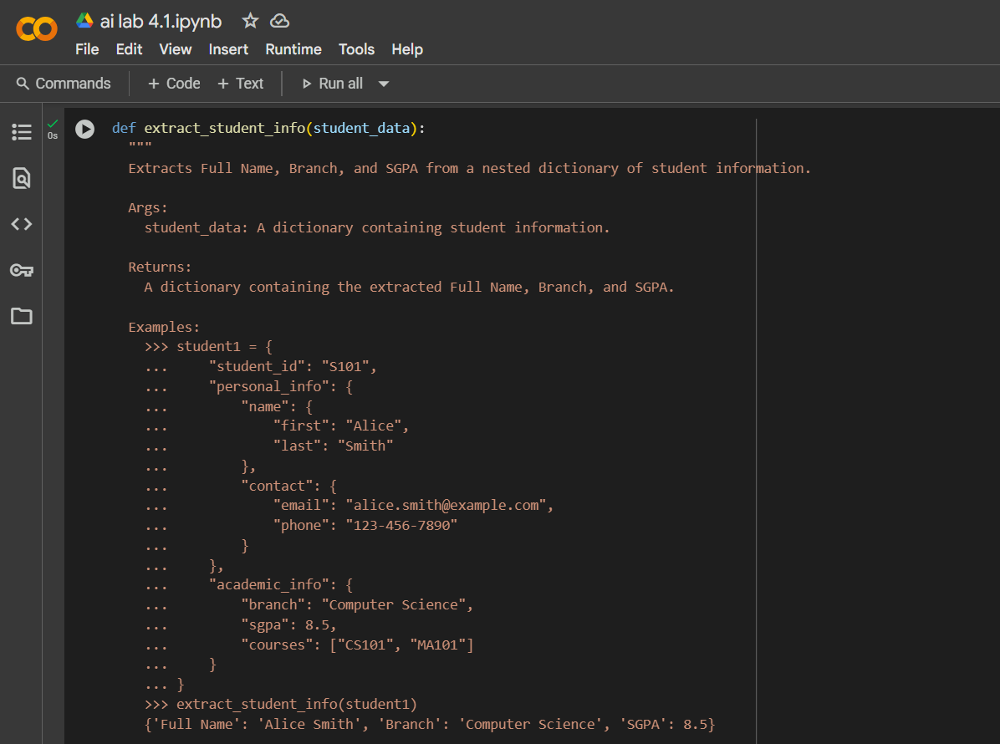 ai lab 4.1.ipynb
File Edit View Insert Runtime Tools Help
Commands + Code + Text Run all
0s
def extract_student_info(student_data):
  """
  Extracts Full Name, Branch, and SGPA from a nested dictionary of student information.

  Args:
    student_data: A dictionary containing student information.

  Returns:
    A dictionary containing the extracted Full Name, Branch, and SGPA.

  Examples:
    >>> student1 = {
    ...     "student_id": "S101",
    ...     "personal_info": {
    ...         "name": {
    ...             "first": "Alice",
    ...             "last": "Smith"
    ...         },
    ...         "contact": {
    ...             "email": "alice.smith@example.com",
    ...             "phone": "123-456-7890"
    ...         }
    ...     },
    ...     "academic_info": {
    ...         "branch": "Computer Science",
    ...         "sgpa": 8.5,
    ...         "courses": ["CS101", "MA101"]
    ...     }
    ... }
    >>> extract_student_info(student1)
    {'Full Name': 'Alice Smith', 'Branch': 'Computer Science', 'SGPA': 8.5}